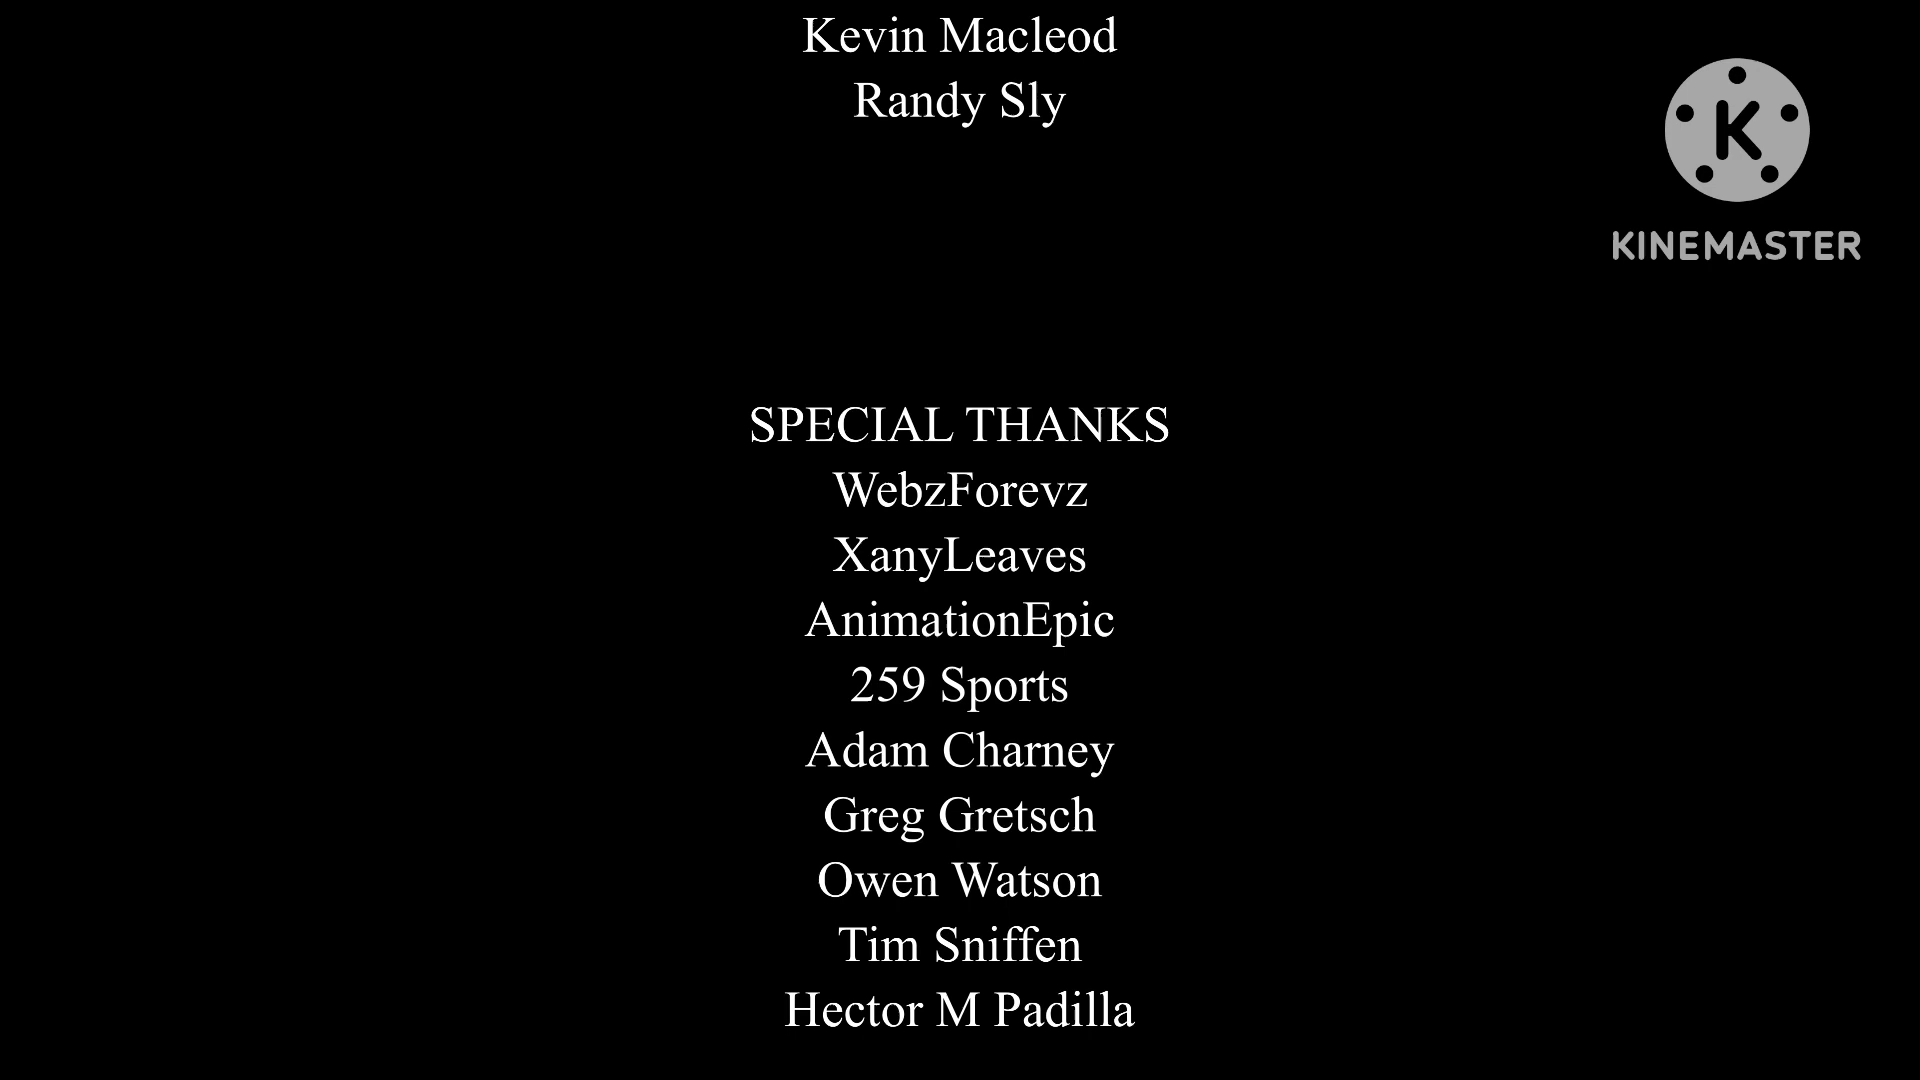 Kevin Macleod
Randy Sly
K
KINEMASTER
SPECIAL THANKS
WebzForevz
XanyLeaves
AnimationEpic
259 Sports
Adam Charney
Greg Gretsch
Owen Watson
Tim Sniffen
Hector M Padilla